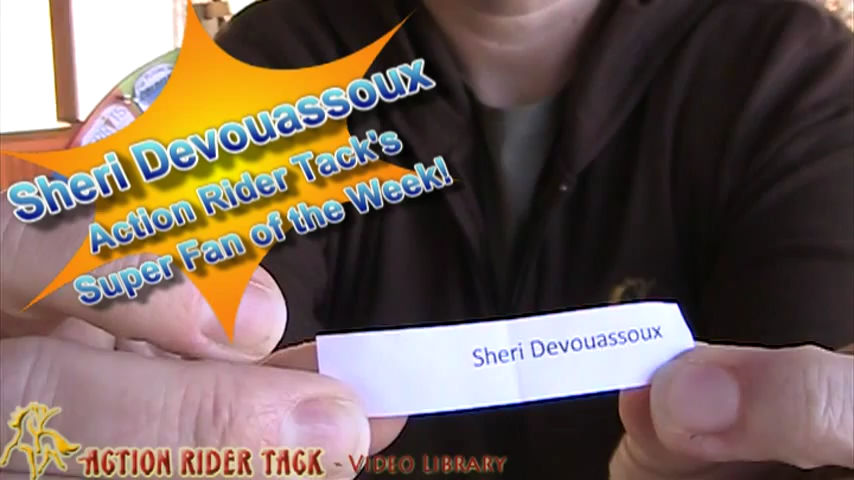 Sheri Devouassoux
Action Rider Tack's
Super Fan of the Week!
Sheri Devouassoux
ACTION RIDER TACK - VIDEO LIBRARY